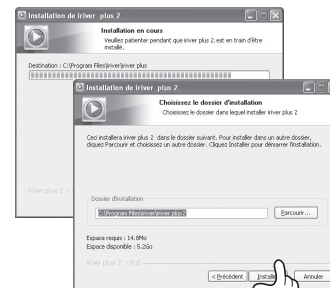 Installation de iriver plus 2
Installation en cours
Veuillez patienter pendant que iriver plus 2. est en train d'être
installé.
Destination : C:\Program Files\iriver\iriver plus
iriver plus 2 –
Installation de iriver plus 2
Choisissez le dossier d'installation
Choisissez le dossier dans lequel installer iriver plus 2
Ceci installera iriver plus 2 dans le dossier suivant. Pour installer dans un autre dossier,
cliquez Parcourir et choisissez un autre dossier. Cliquez Installer pour démarrer l'installation.
Dossier d'installation
C:\Program Files\iriver\iriver plus 2
Parcourir...
Espace requis : 14.8Mo
Espace disponible : 5.2Go
iriver plus 2 – Full
< Précédent
Installe
Annuler